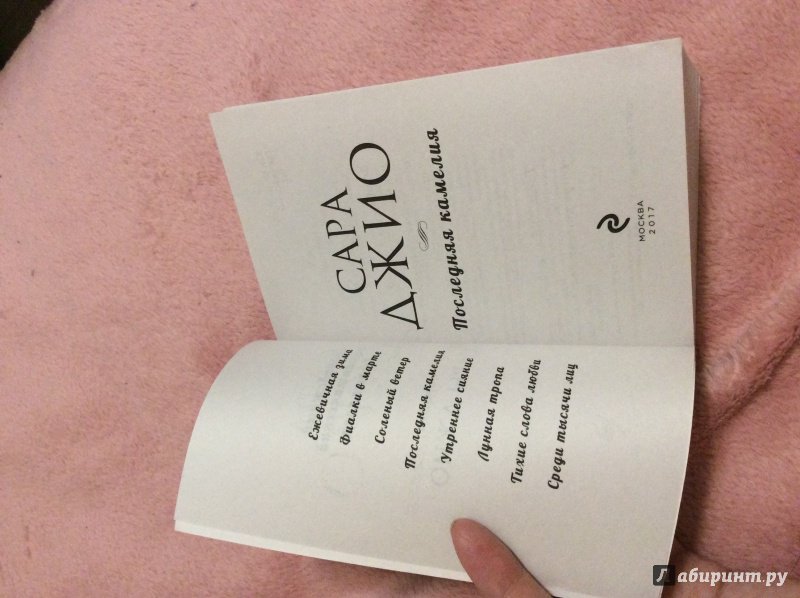 Ежевичная зима
Фиалки в марте
Соленый ветер
Последняя камелия
Утреннее сияние
Лунная тропа
Тихие слова любви
Среди тысячи лиц
САРА
ДЖИО
Последняя камелия
МОСКВА
2017
Лабиринт.ру